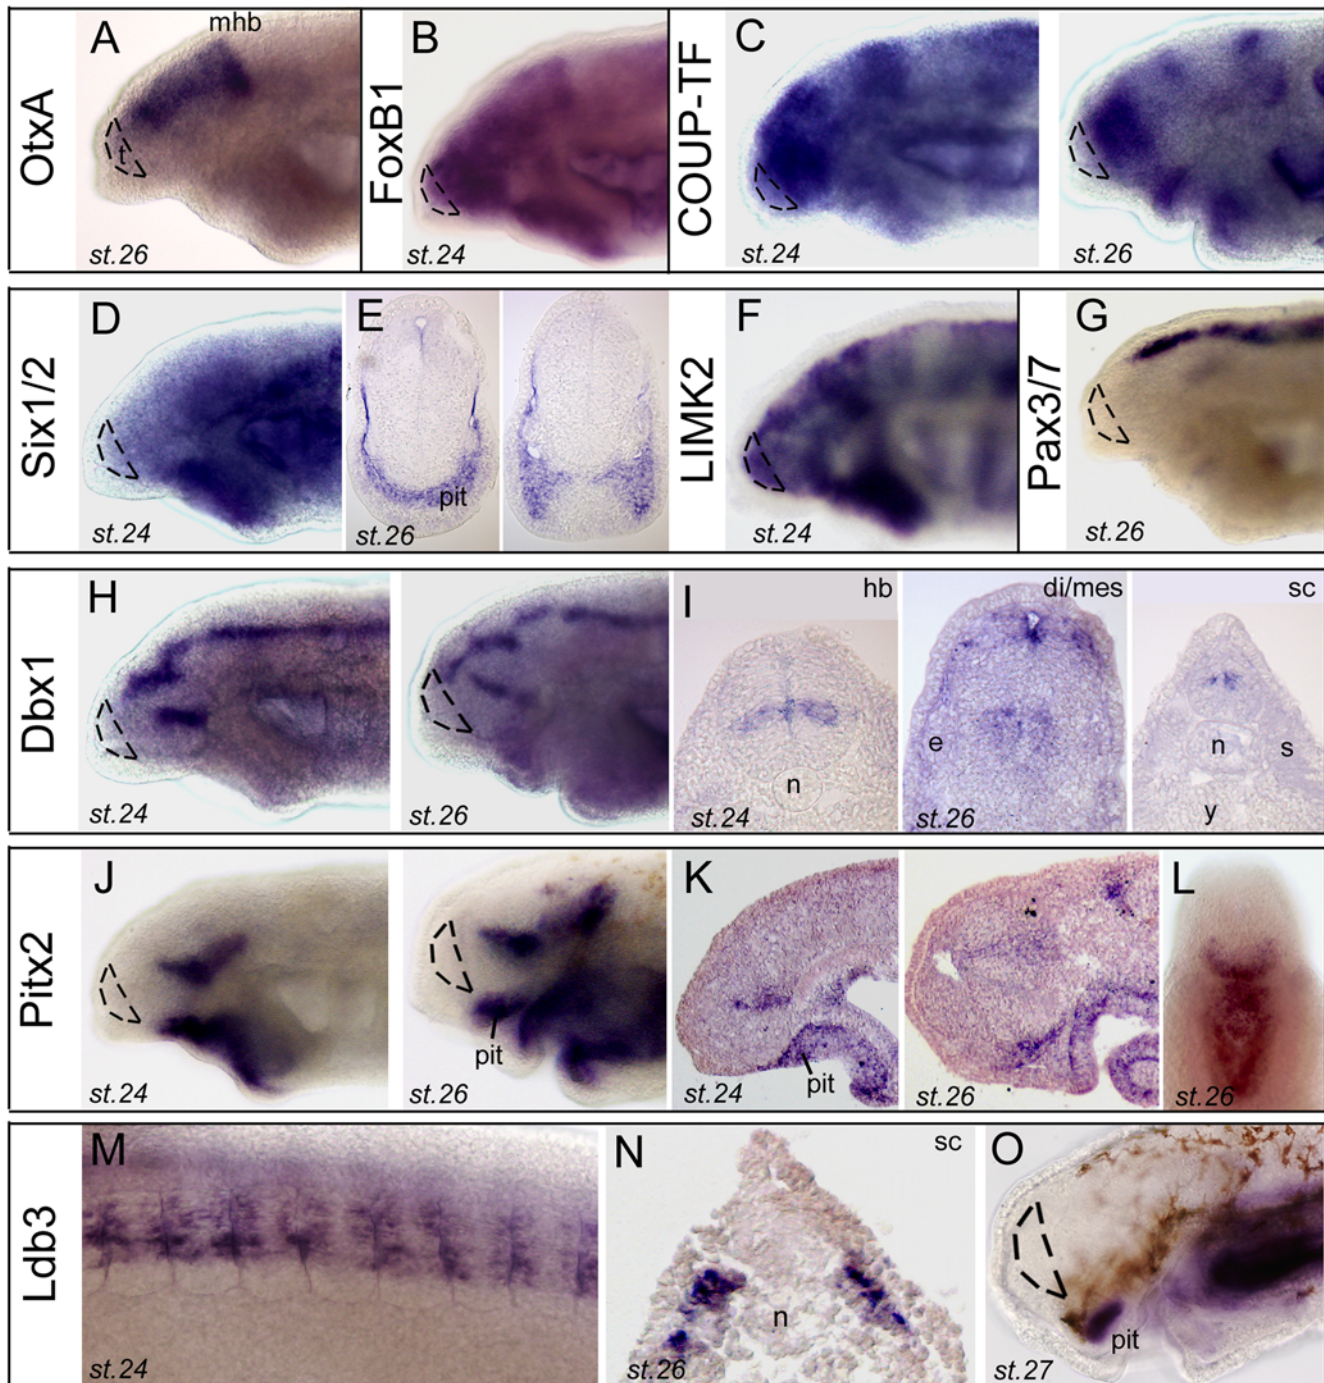 OtxA
A
mhb
t
st.26
FoxB1
B
st.24
COUP-TF
C
st.24
st.26
Six1/2
D
st.24
E
pit
st.26
LIMK2
F
st.24
Pax3/7
G
st.26
Dbx1
H
st.24
st.26
I
hb
n
st.24
di/mes
e
st.26
sc
n
s
y
Pitx2
J
st.24
pit
st.26
K
pit
st.24
st.26
L
st.26
Ldb3
M
st.24
N
sc
n
st.26
O
pit
st.27